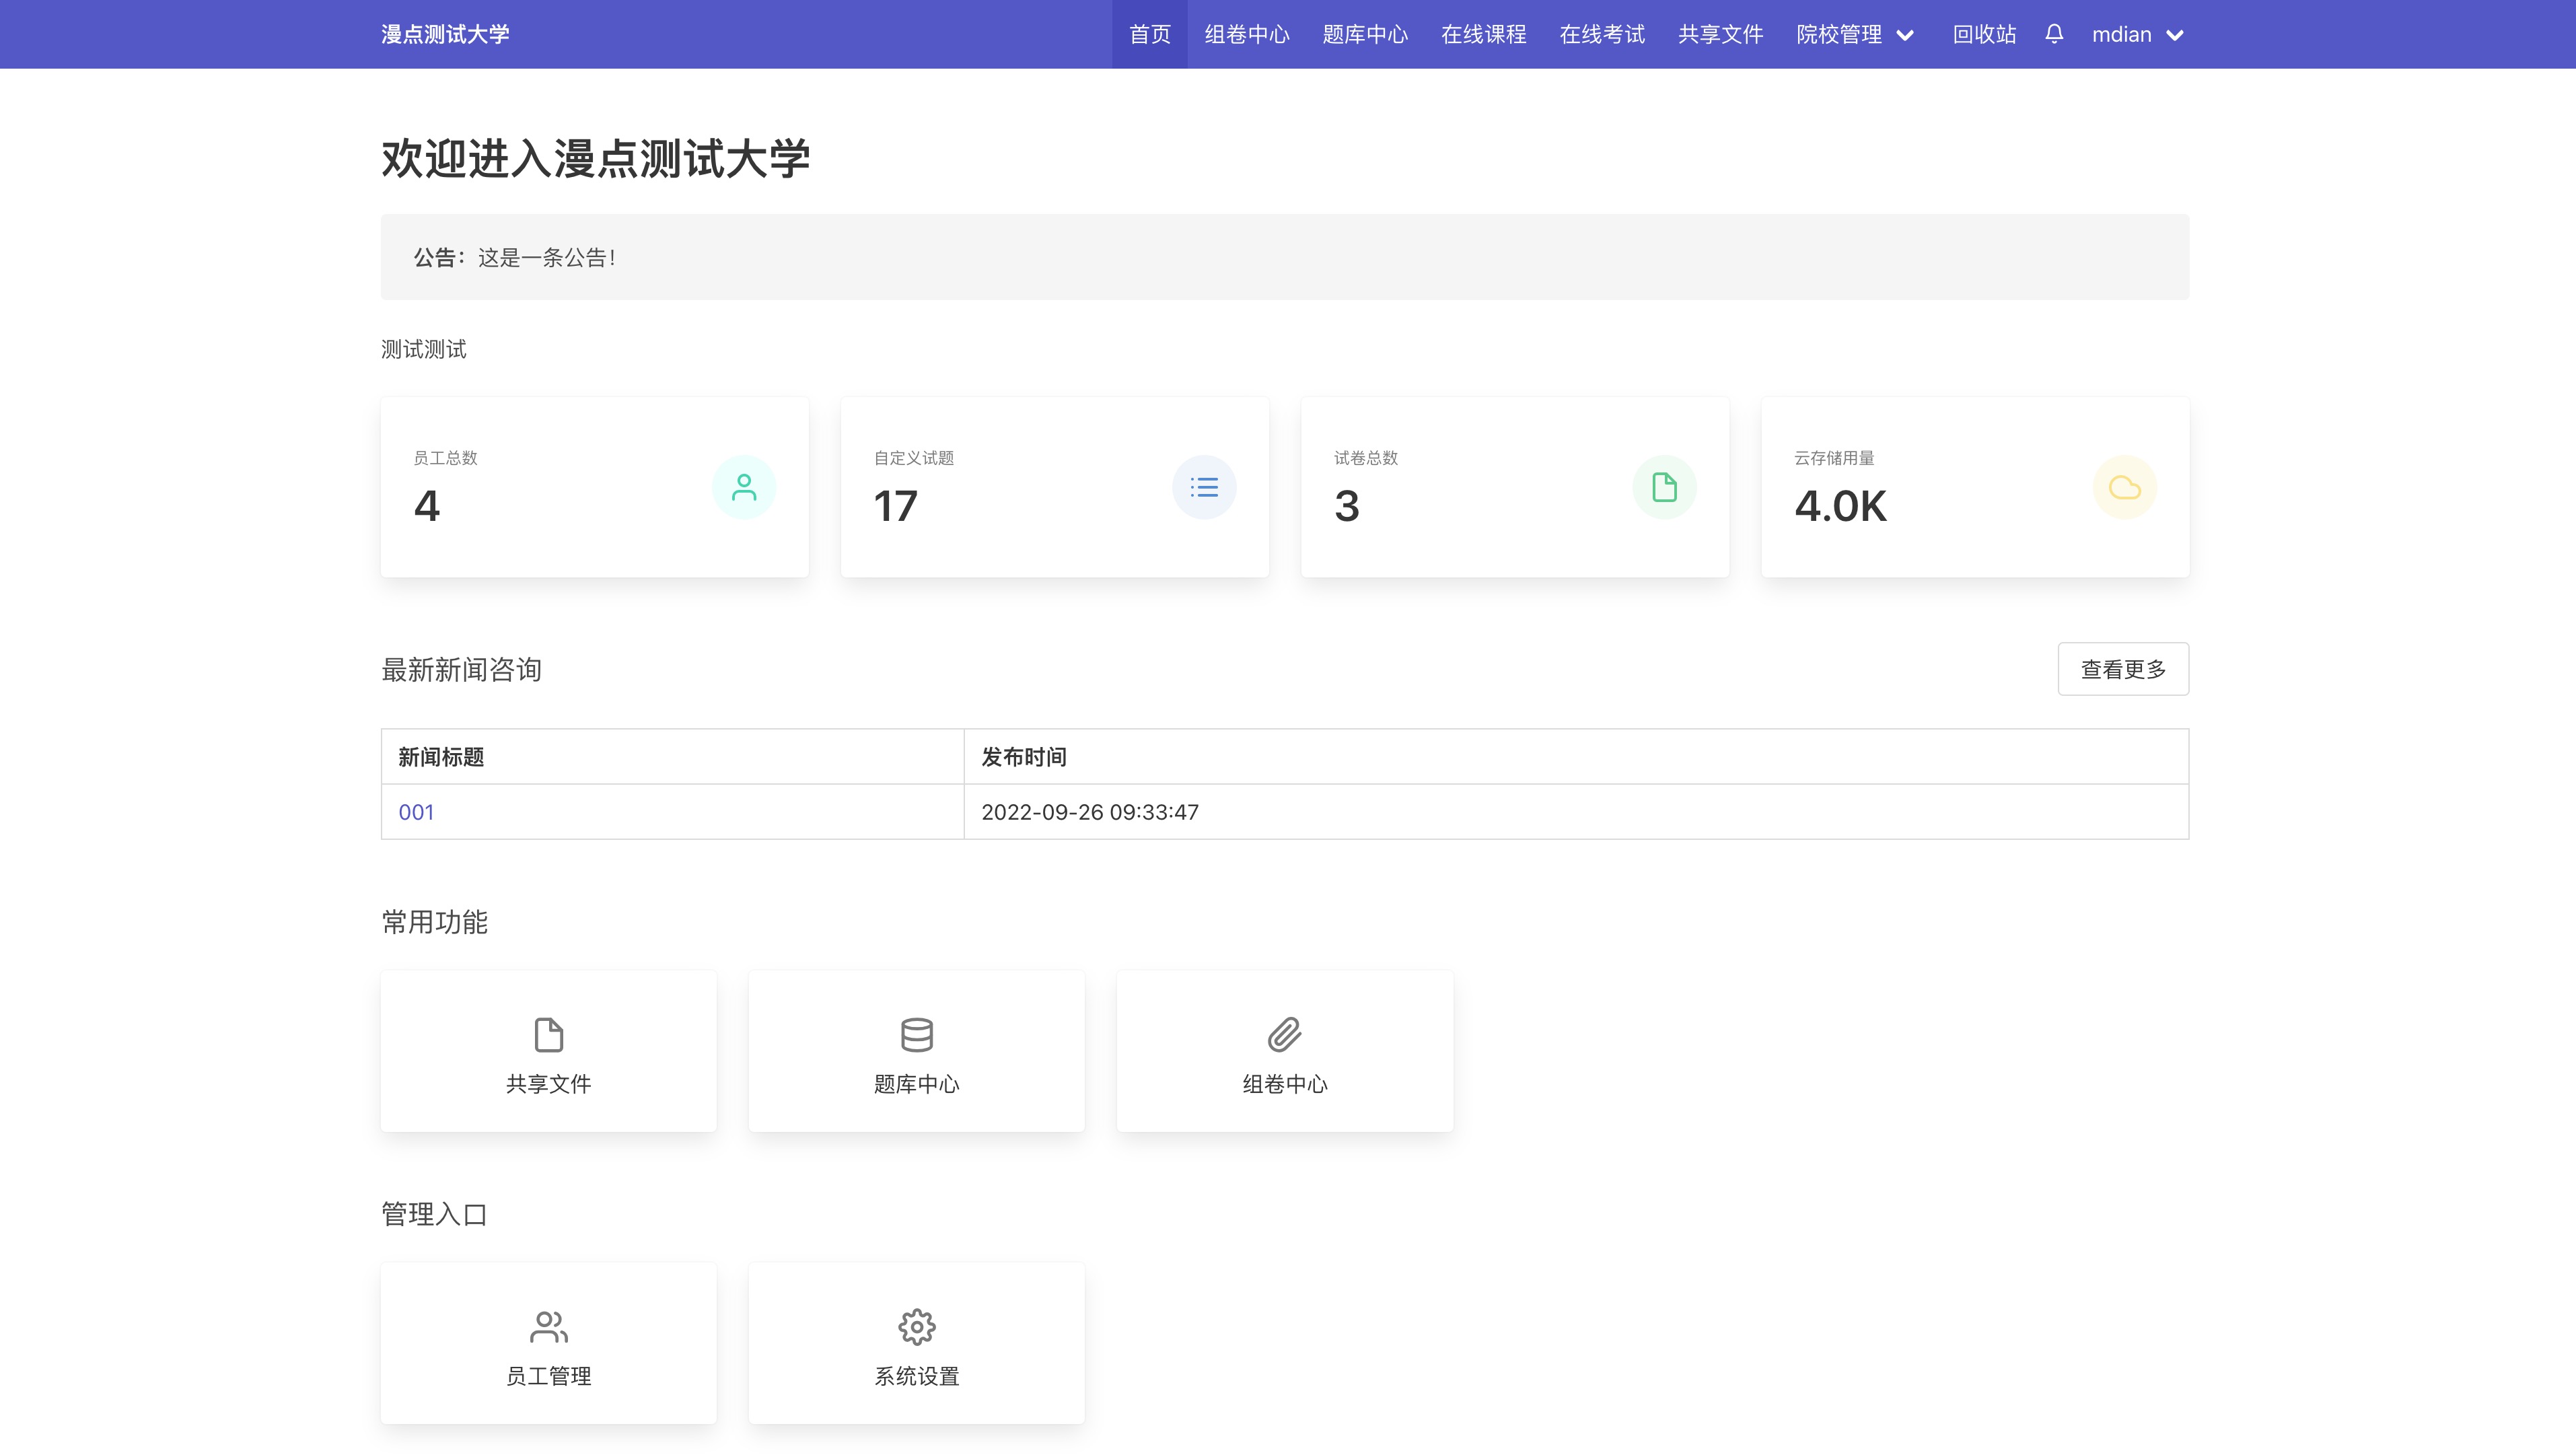 漫点测试大学 首页 组卷中心 题库中心 在线课程 在线考试 共享文件 院校管理 回收站 mdian
欢迎进入漫点测试大学
公告：这是一条公告！
测试测试
员工总数 自定义试题 试卷总数 云存储用量
4 17 3 4.0K
最新新闻咨询 查看更多
新闻标题 发布时间
001 2022-09-26 09:33:47
常用功能
共享文件 题库中心 组卷中心
管理入口
员工管理 系统设置